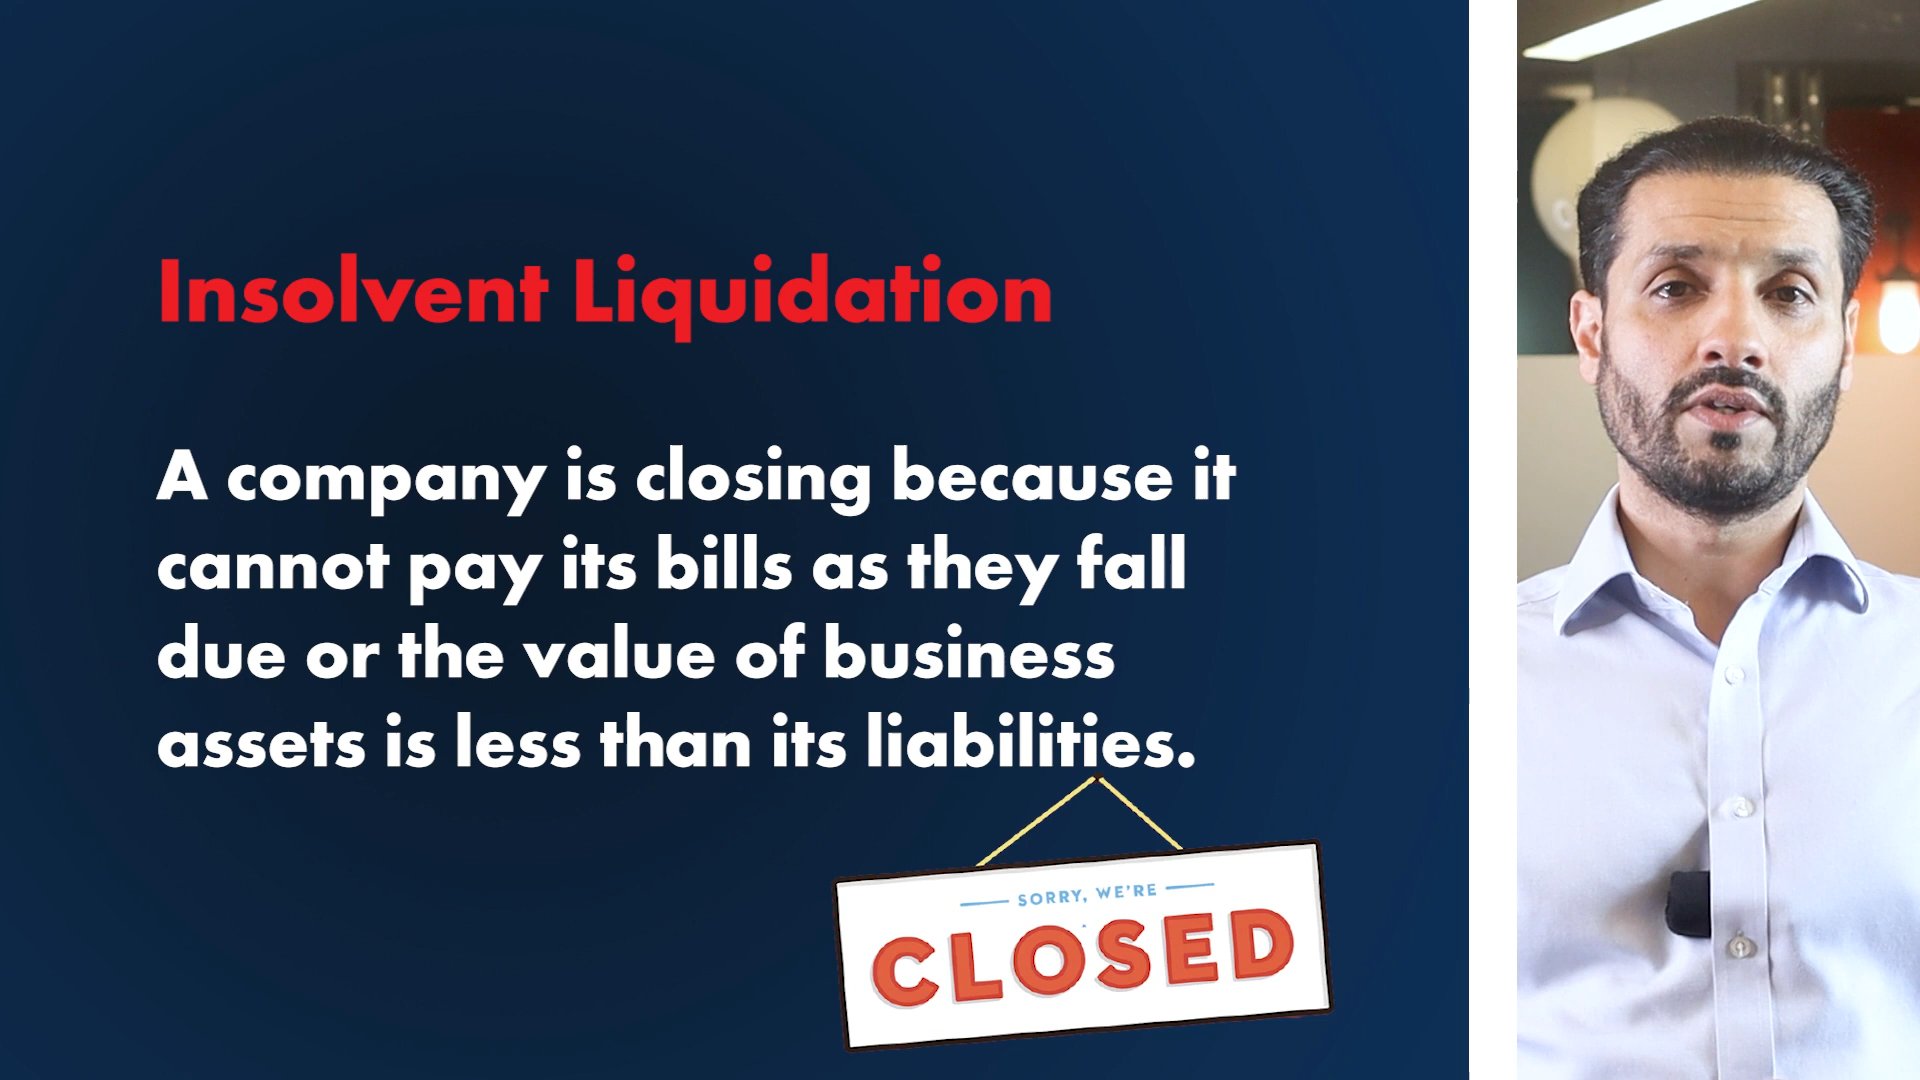 Insolvent Liquidation
A company is closing because it
cannot pay its bills as they fall
due or the value of business
assets is less than its liabilities.
SORRY, WE'RE
CLOSED